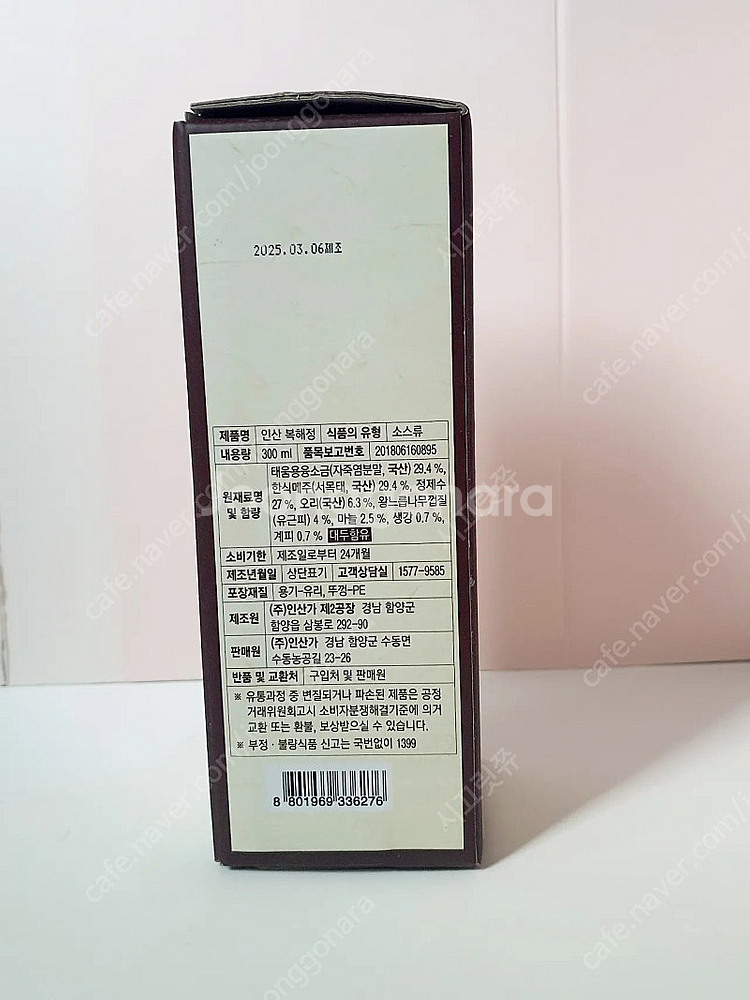 2025.03.06제조
제품명 인산 복해정 식품의 유형 소스류
내용량 300 ml 품목보고번호 201806160895
원재료명 및 함량
태움용융소금(자죽염분말, 국산) 29.4 %,
한식메주(서목태, 국산) 29.4 %, 정제수
27 %, 오리(국산) 6.3 %, 왕느릅나무껍질
(유근피) 4 %, 마늘 2.5 %, 생강 0.7 %,
계피 0.7 % 대두함유
소비기한 제조일로부터 24개월
제조년월일 상단표기 고객상담실 1577-9585
포장재질 용기-유리, 뚜껑-PE
제조원 (주)인산가 제2공장 경남 함양군
함양읍 삼봉로 292-90
판매원 (주)인산가 경남 함양군 수동면
수동농공길 23-26
반품 및 교환처 구입처 및 판매원
※ 유통과정 중 변질되거나 파손된 제품은 공정
거래위원회고시 소비자분쟁해결기준에 의거
교환 또는 환불, 보상받으실 수 있습니다.
※ 부정·불량식품 신고는 국번없이 1399
8 801969 336276
joonggonara
cafe.naver.com/joonggonara
시고릿쮸